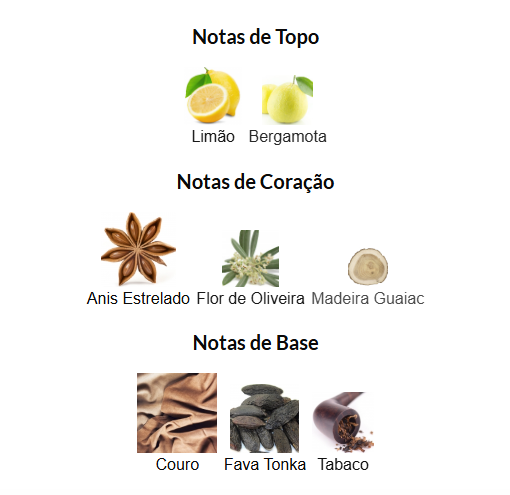 Notas de Topo
Limão Bergamota
Notas de Coração
Anis Estrelado Flor de Oliveira Madeira Guaiac
Notas de Base
Couro Fava Tonka Tabaco